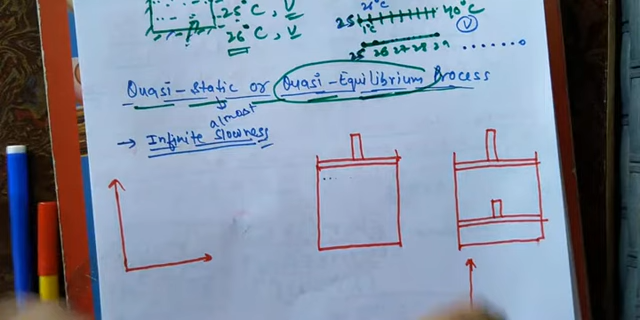 25°C, V
26°C, V
26°C
25 40°C
1°C
25 26 27 28 29
V
Quasi-static or Quasi-Equilibrium Process
almost
→ Infinite slowness